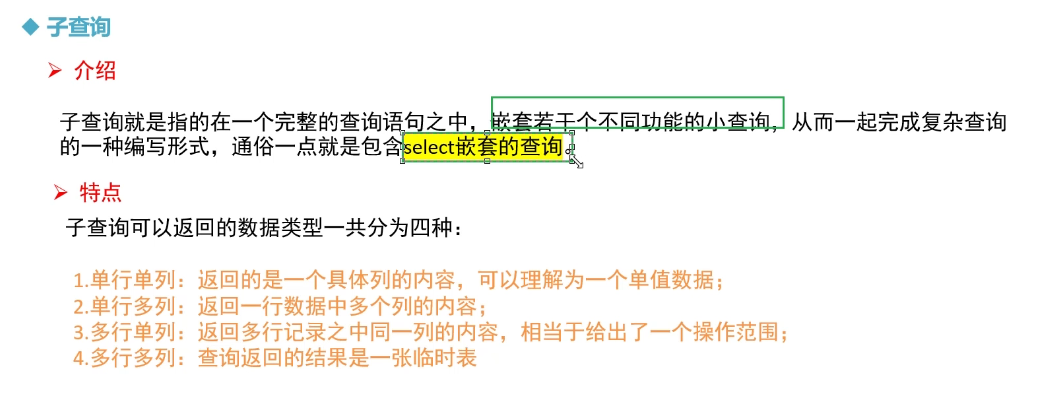 子查询
介绍
子查询就是指的在一个完整的查询语句之中，嵌套若干个不同功能的小查询，从而一起完成复杂查询
的一种编写形式，通俗一点就是包含select嵌套的查询。
特点
子查询可以返回的数据类型一共分为四种：
1.单行单列：返回的是一个具体列的内容，可以理解为一个单值数据；
2.单行多列：返回一行数据中多个列的内容；
3.多行单列：返回多行记录之中同一列的内容，相当于给出了一个操作范围；
4.多行多列：查询返回的结果是一张临时表